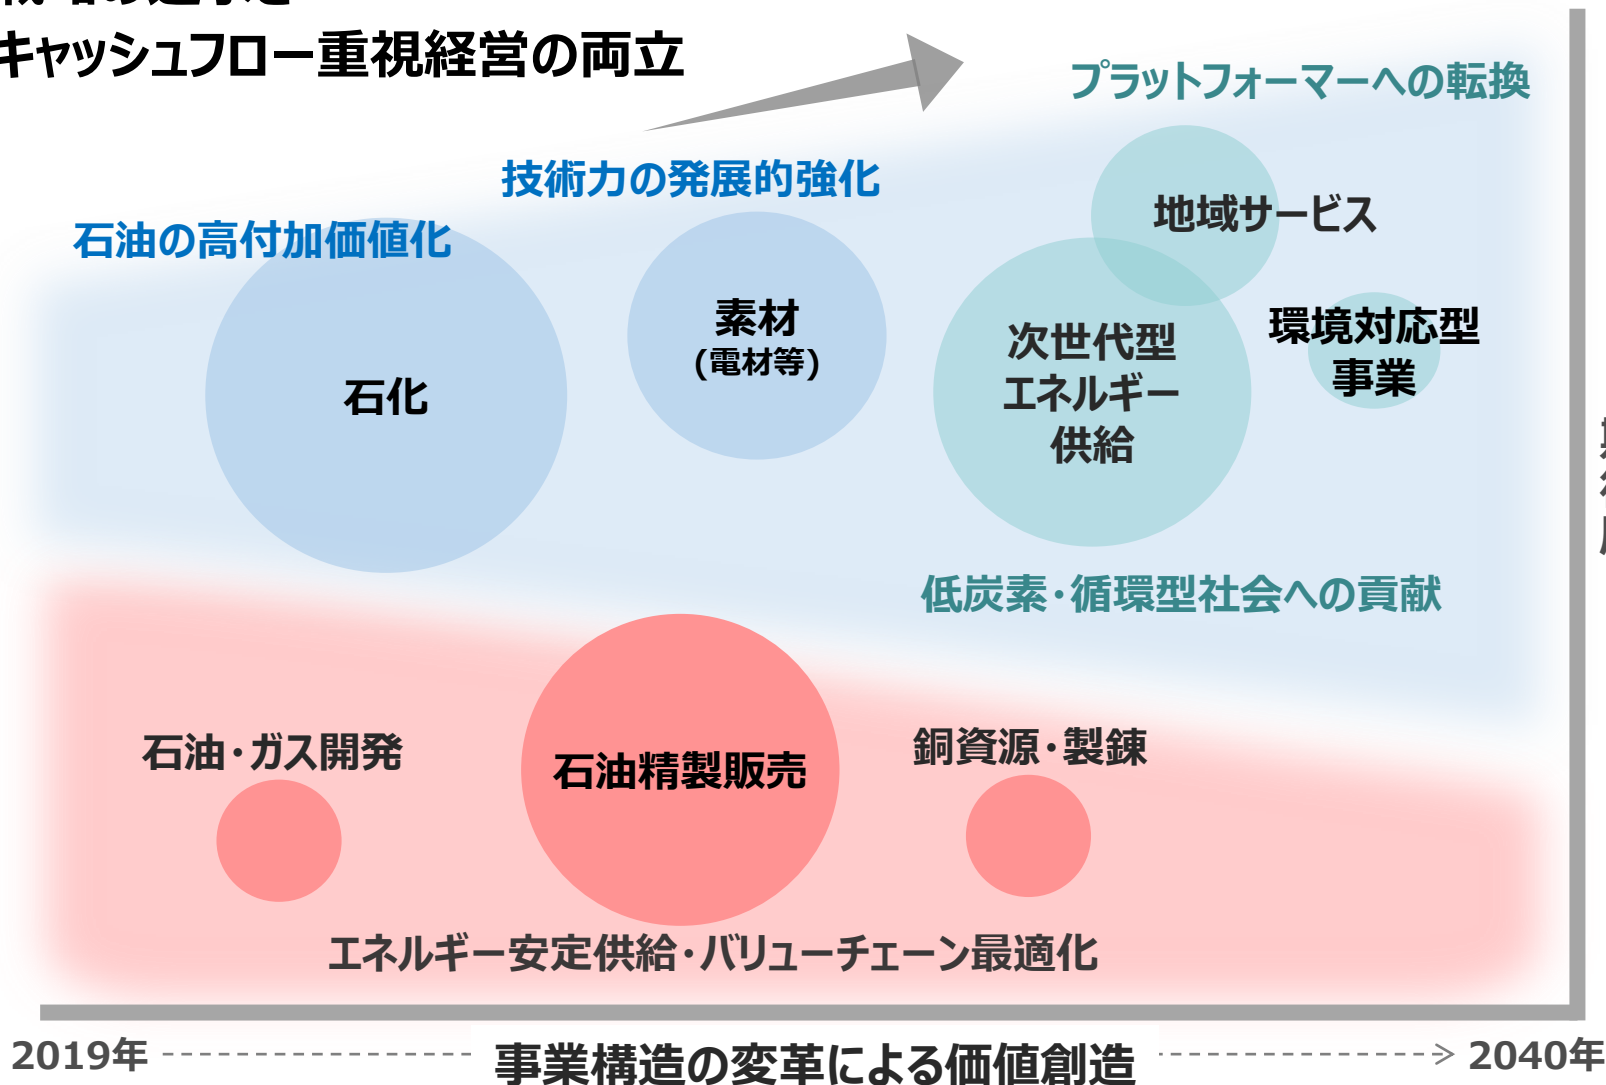 キャッシュフロー重視経営の両立
プラットフォーマーへの転換
技術力の発展的強化
石油の高付加価値化
地域サービス
素材
(電材等)
石化
次世代型
エネルギー
供給
環境対応型
事業
低炭素・循環型社会への貢献
石油・ガス開発
石油精製販売
銅資源・製錬
エネルギー安定供給・バリューチェーン最適化
2019年
事業構造の変革による価値創造
2040年